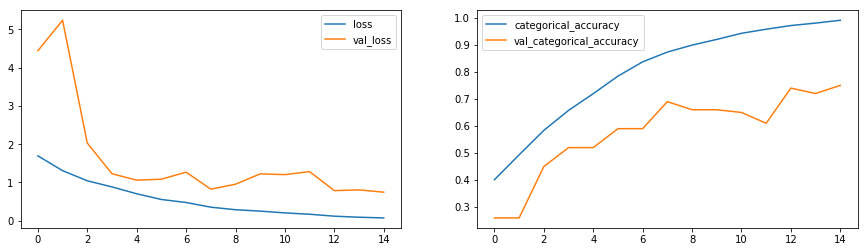 loss
val_loss
5
4
3
2
1
0
0 2 4 6 8 10 12 14
categorical_accuracy
val_categorical_accuracy
1.0
0.9
0.8
0.7
0.6
0.5
0.4
0.3
0 2 4 6 8 10 12 14